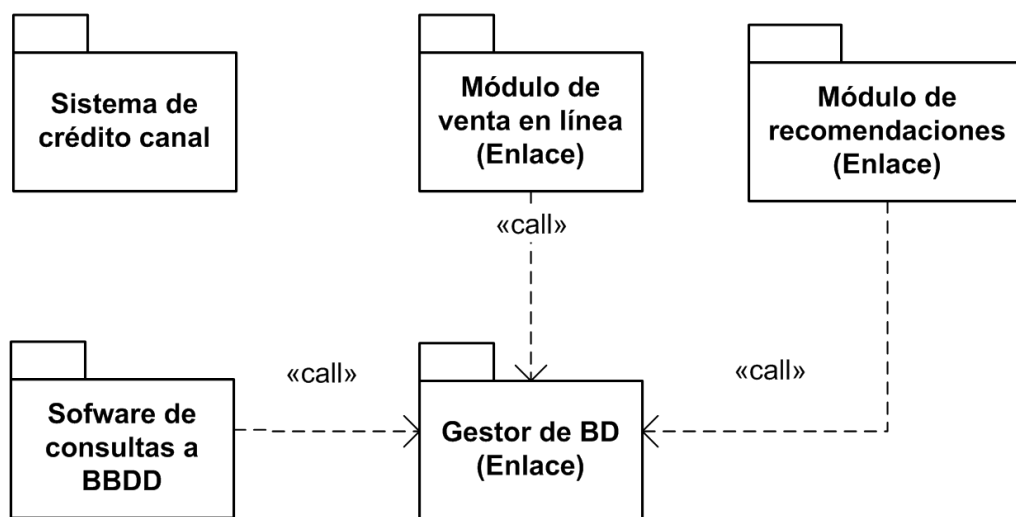 Sistema de
crédito canal
Módulo de
venta en línea
(Enlace)
Módulo de
recomendaciones
(Enlace)
«call»
«call»
«call»
Sofware de
consultas a
BBDD
Gestor de BD
(Enlace)